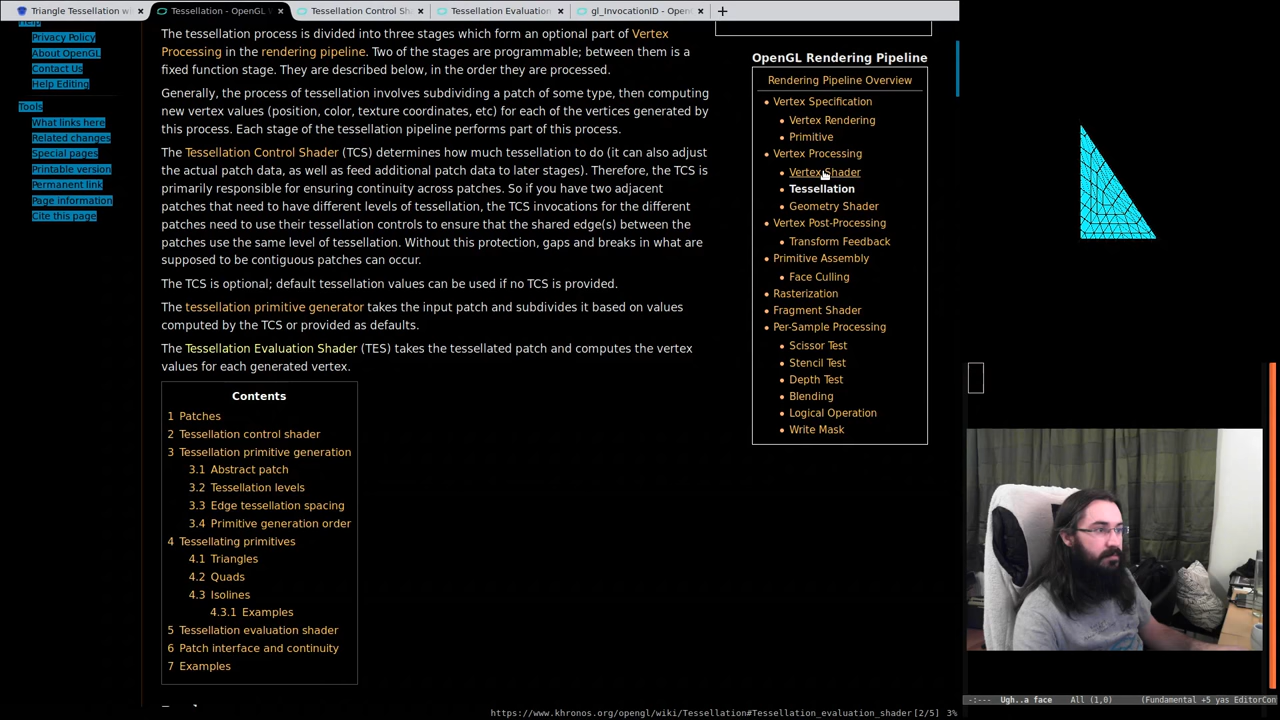 Triangle Tessellation w
Tessellation - OpenGL
Tessellation Control Sh
Tessellation Evaluation
gl_InvocationID - Open
Help
Privacy Policy
About OpenGL
Contact Us
Help Editing
Tools
What links here
Related changes
Special pages
Printable version
Permanent link
Page information
Cite this page
The tessellation process is divided into three stages which form an optional part of Vertex
Processing in the rendering pipeline. Two of the stages are programmable; between them is a
fixed function stage. They are described below, in the order they are processed.
Generally, the process of tessellation involves subdividing a patch of some type, then computing
new vertex values (position, color, texture coordinates, etc) for each of the vertices generated by
this process. Each stage of the tessellation pipeline performs part of this process.
The Tessellation Control Shader (TCS) determines how much tessellation to do (it can also adjust
the actual patch data, as well as feed additional patch data to later stages). Therefore, the TCS is
primarily responsible for ensuring continuity across patches. So if you have two adjacent
patches that need to have different levels of tessellation, the TCS invocations for the different
patches need to use their tessellation controls to ensure that the shared edge(s) between the
patches use the same level of tessellation. Without this protection, gaps and breaks in what are
supposed to be contiguous patches can occur.
The TCS is optional; default tessellation values can be used if no TCS is provided.
The tessellation primitive generator takes the input patch and subdivides it based on values
computed by the TCS or provided as defaults.
The Tessellation Evaluation Shader (TES) takes the tessellated patch and computes the vertex
values for each generated vertex.
Contents
1 Patches
2 Tessellation control shader
3 Tessellation primitive generation
3.1 Abstract patch
3.2 Tessellation levels
3.3 Edge tessellation spacing
3.4 Primitive generation order
4 Tessellating primitives
4.1 Triangles
4.2 Quads
4.3 Isolines
4.3.1 Examples
5 Tessellation evaluation shader
6 Patch interface and continuity
7 Examples
OpenGL Rendering Pipeline
Rendering Pipeline Overview
Vertex Specification
Vertex Rendering
Primitive
Vertex Processing
Vertex Shader
Tessellation
Geometry Shader
Vertex Post-Processing
Transform Feedback
Primitive Assembly
Face Culling
Rasterization
Fragment Shader
Per-Sample Processing
Scissor Test
Stencil Test
Depth Test
Blending
Logical Operation
Write Mask
-:--- Ugh..a face All (1,0) (Fundamental +5 yas EditorCon
https://www.khronos.org/opengl/wiki/Tessellation#Tessellation_evaluation_shader [2/5] 3%